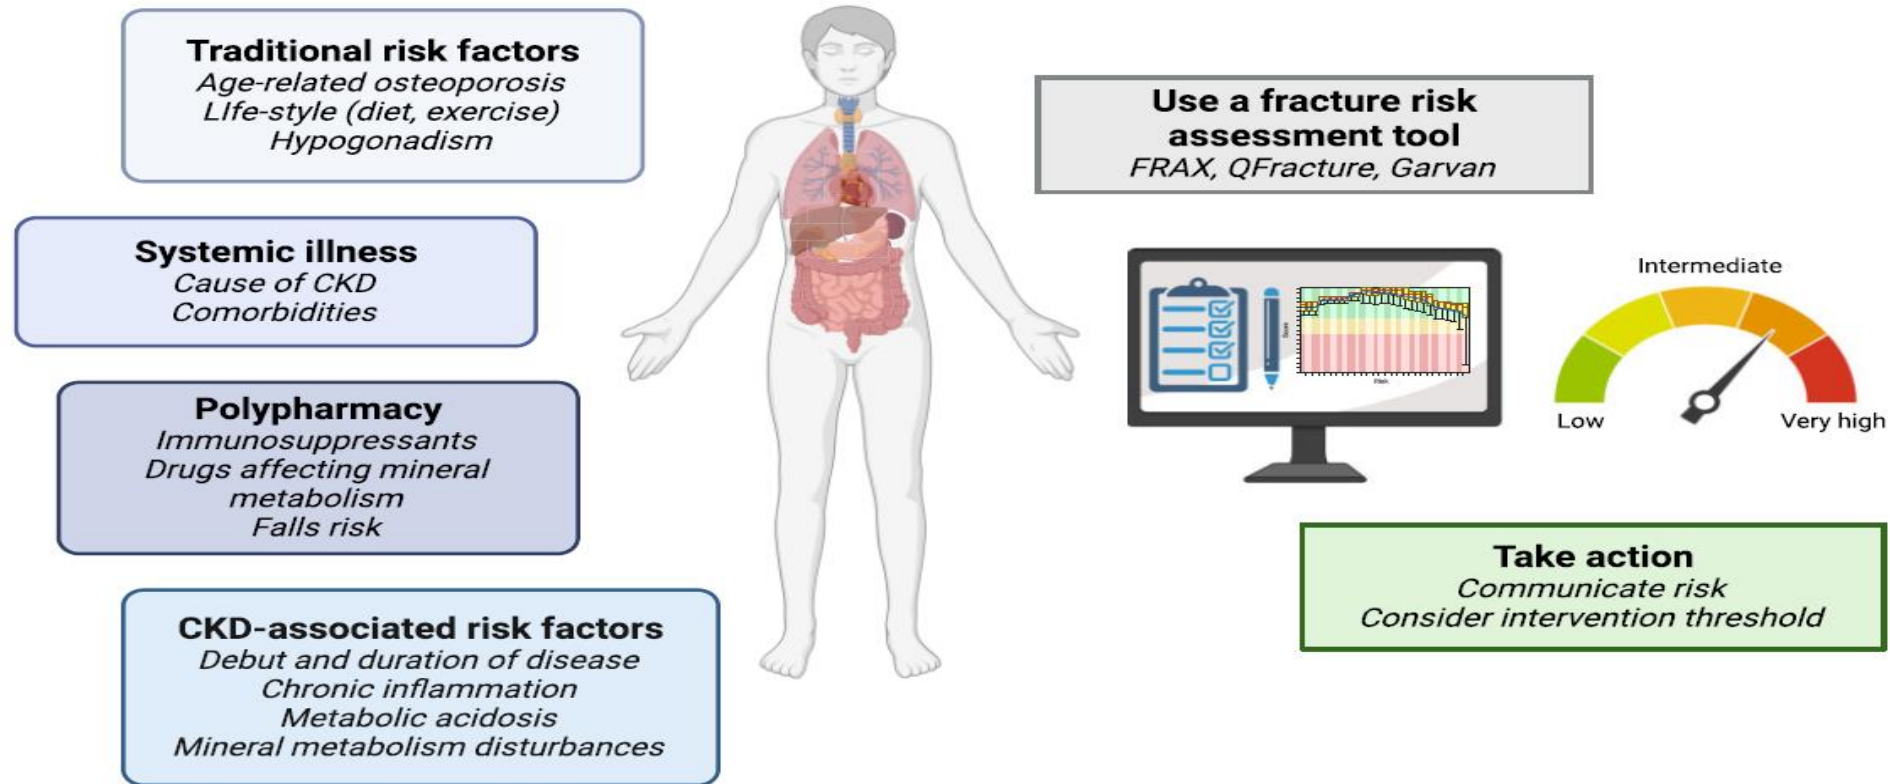 Traditional risk factors
Age-related osteoporosis
LIfe-style (diet, exercise)
Hypogonadism
Systemic illness
Cause of CKD
Comorbidities
Polypharmacy
Immunosuppressants
Drugs affecting mineral
metabolism
Falls risk
CKD-associated risk factors
Debut and duration of disease
Chronic inflammation
Metabolic acidosis
Mineral metabolism disturbances
Use a fracture risk
assessment tool
FRAX, QFracture, Garvan
Intermediate
Low
Very high
Take action
Communicate risk
Consider intervention threshold